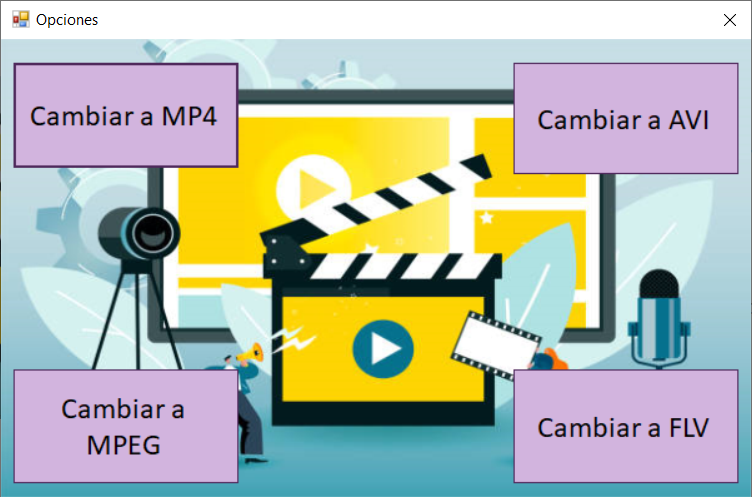 Opciones
Cambiar a MP4
Cambiar a AVI
Cambiar a
MPEG
Cambiar a FLV